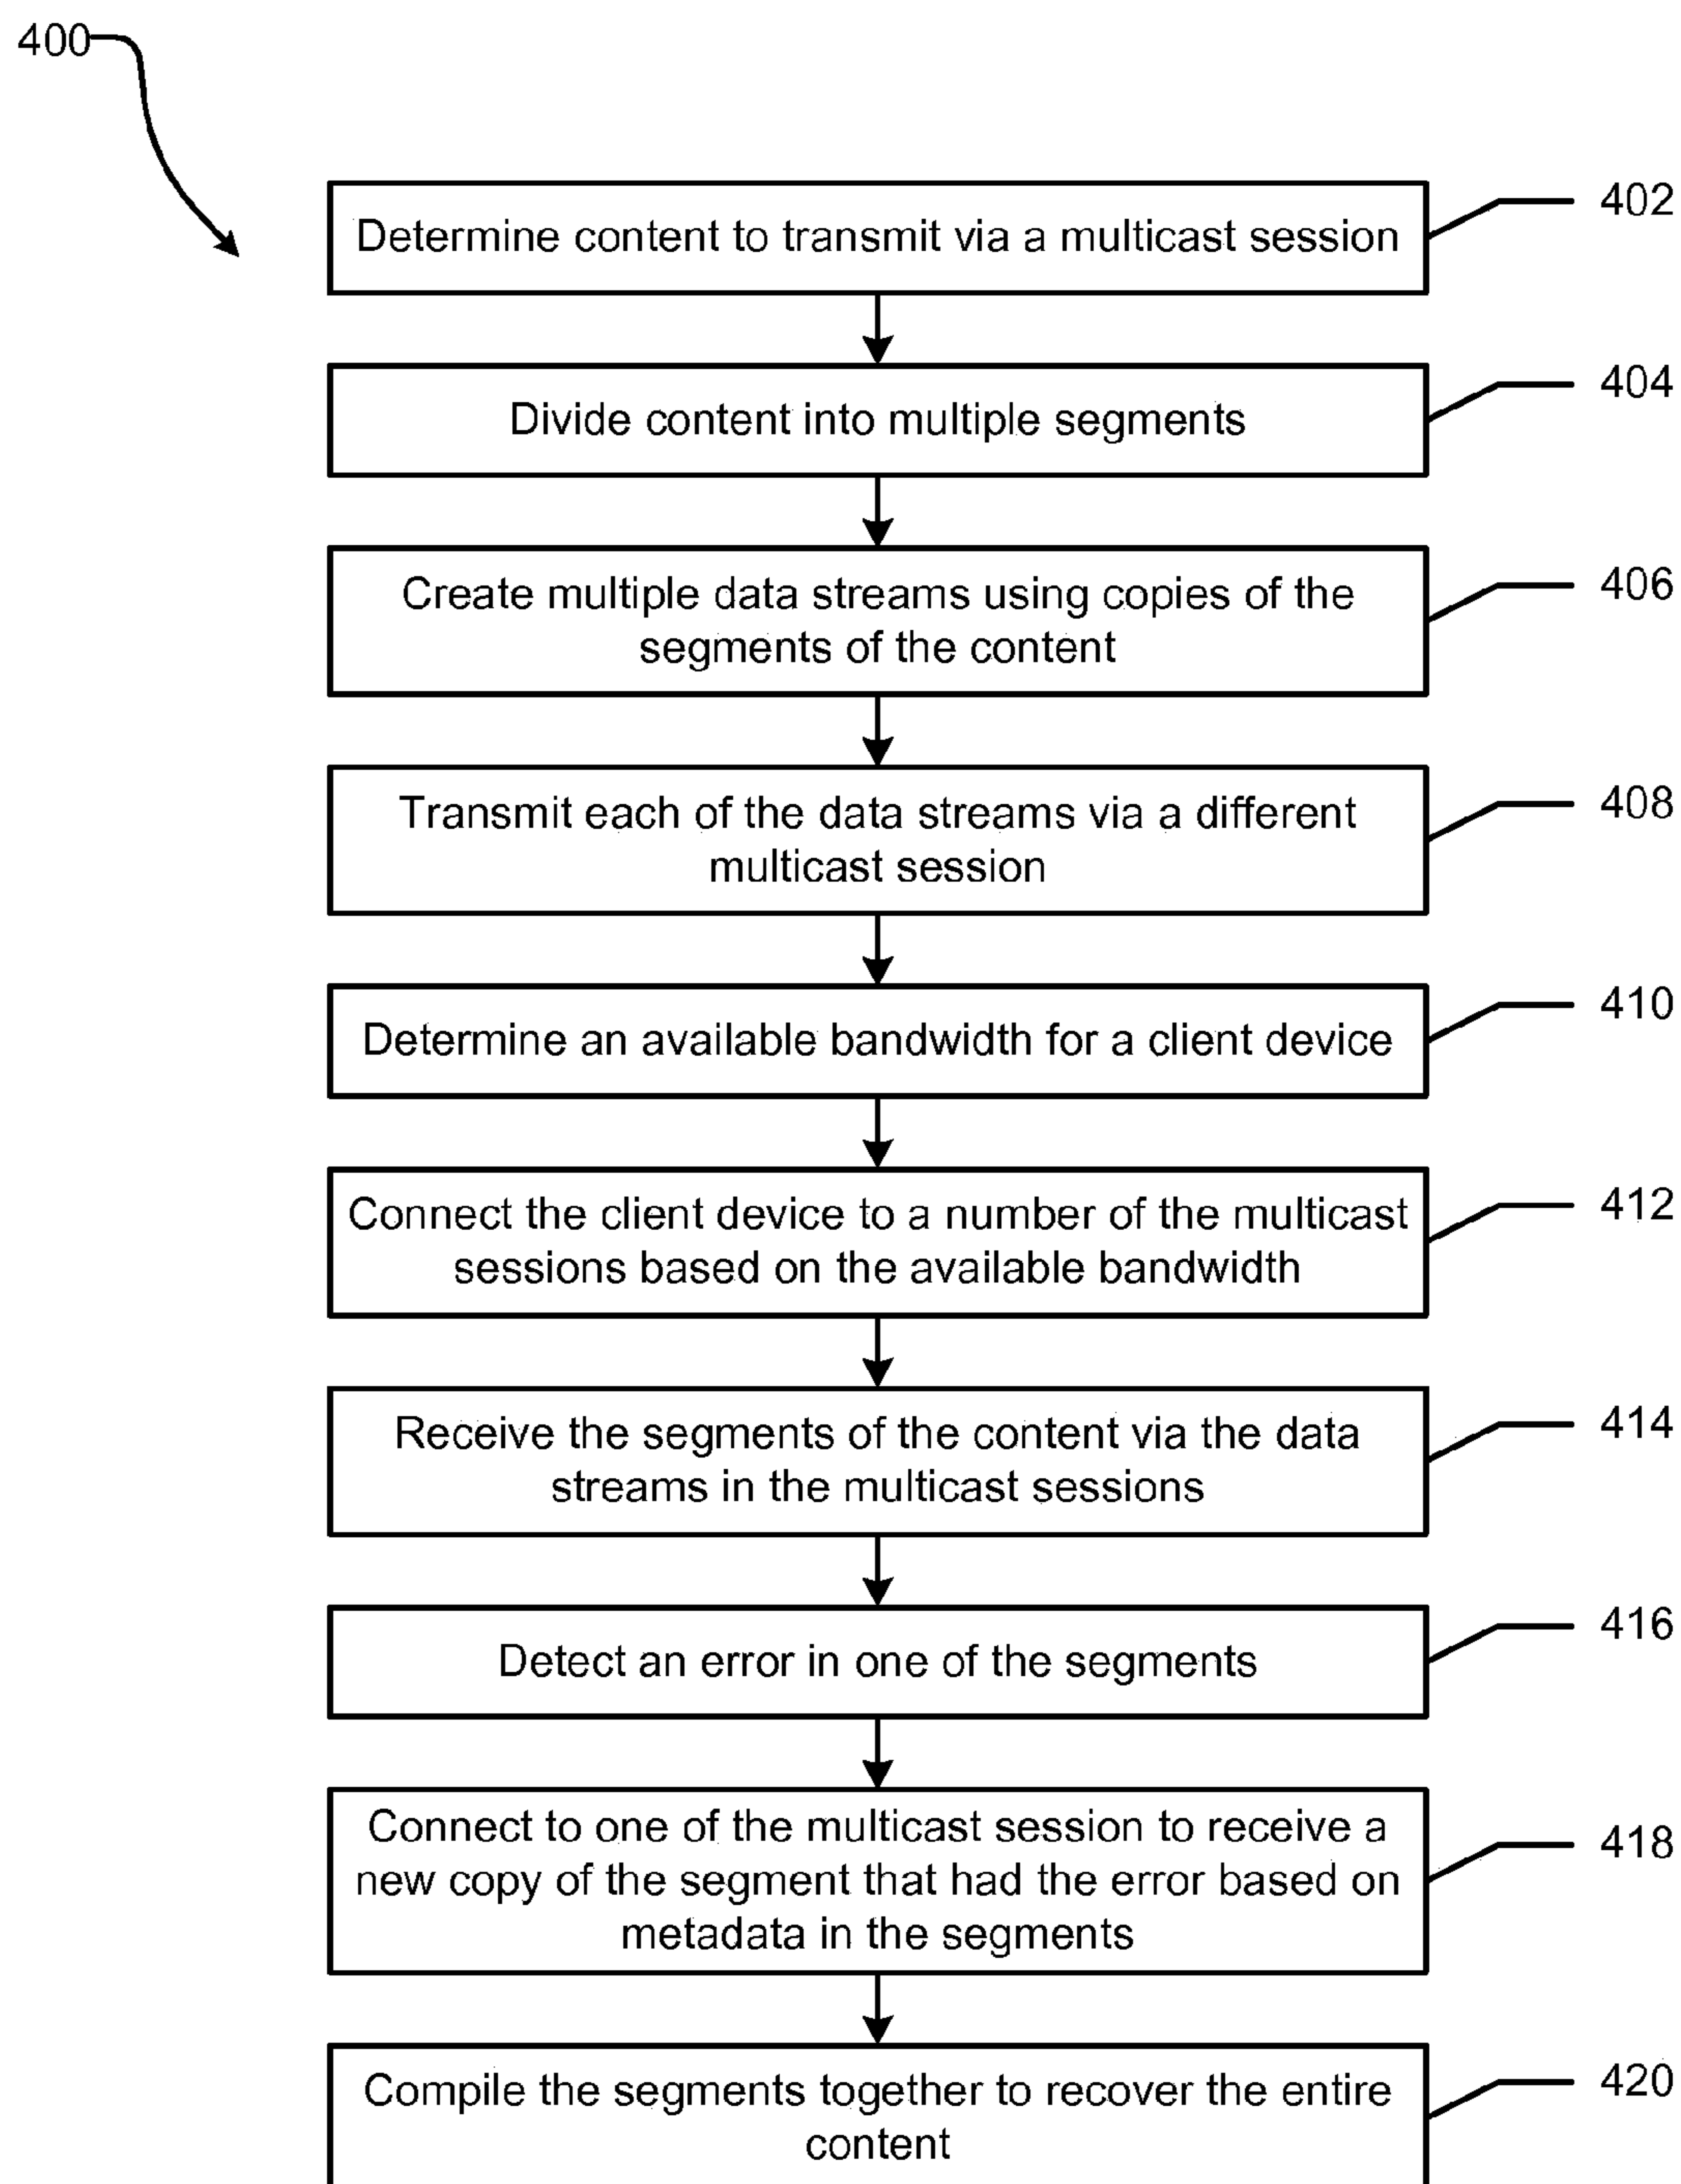 400
Determine content to transmit via a multicast session
402
Divide content into multiple segments
404
Create multiple data streams using copies of the
segments of the content
406
Transmit each of the data streams via a different
multicast session
408
Determine an available bandwidth for a client device
410
Connect the client device to a number of the multicast
sessions based on the available bandwidth
412
Receive the segments of the content via the data
streams in the multicast sessions
414
Detect an error in one of the segments
416
Connect to one of the multicast session to receive a
new copy of the segment that had the error based on
metadata in the segments
418
Compile the segments together to recover the entire
content
420